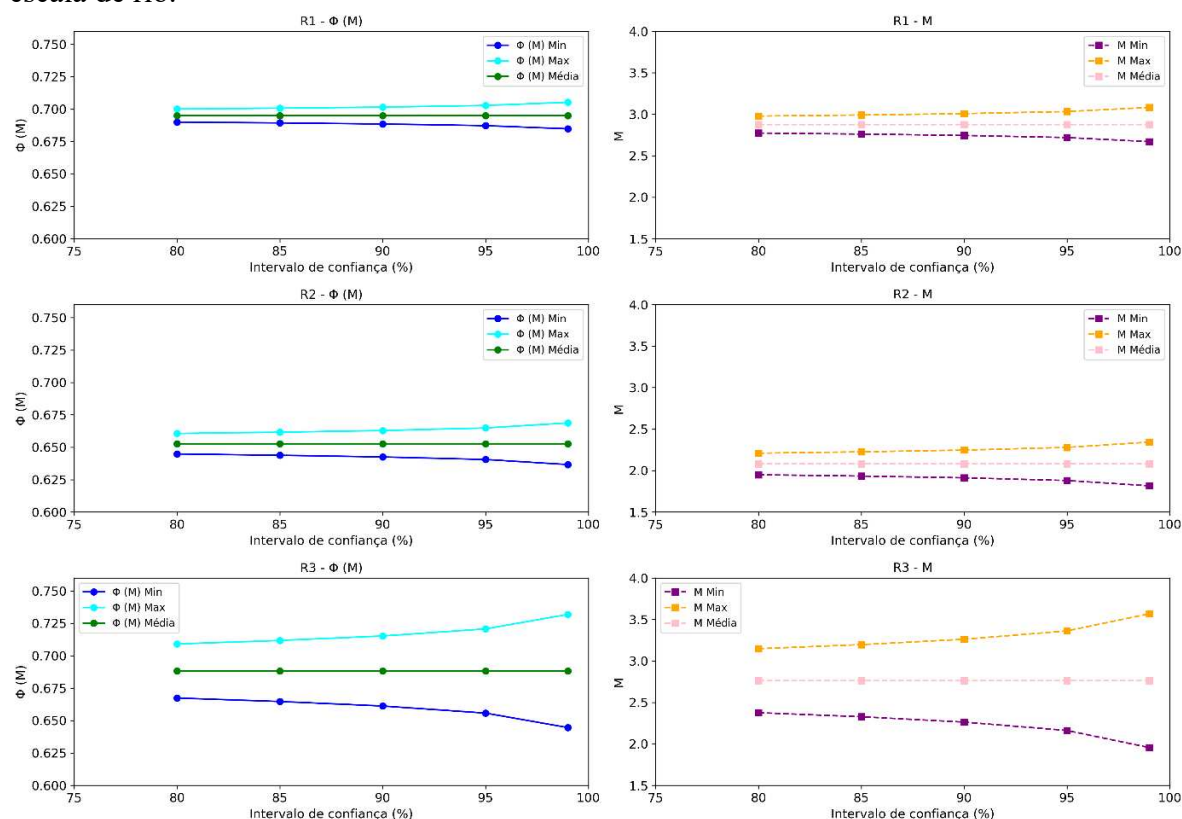 escala de rio.
R1 - Φ (M)
Φ (M)
0.750
0.725
0.700
0.675
0.650
0.625
0.600
Φ (M) Min
Φ (M) Max
Φ (M) Média
75 80 85 90 95 100
Intervalo de confiança (%)
R1 - M
M
4.0
3.5
3.0
2.5
2.0
1.5
M Min
M Max
M Média
75 80 85 90 95 100
Intervalo de confiança (%)
R2 - Φ (M)
Φ (M)
0.750
0.725
0.700
0.675
0.650
0.625
0.600
Φ (M) Min
Φ (M) Max
Φ (M) Média
75 80 85 90 95 100
Intervalo de confiança (%)
R2 - M
M
4.0
3.5
3.0
2.5
2.0
1.5
M Min
M Max
M Média
75 80 85 90 95 100
Intervalo de confiança (%)
R3 - Φ (M)
Φ (M)
0.750
0.725
0.700
0.675
0.650
0.625
0.600
Φ (M) Min
Φ (M) Max
Φ (M) Média
75 80 85 90 95 100
Intervalo de confiança (%)
R3 - M
M
4.0
3.5
3.0
2.5
2.0
1.5
M Min
M Max
M Média
75 80 85 90 95 100
Intervalo de confiança (%)